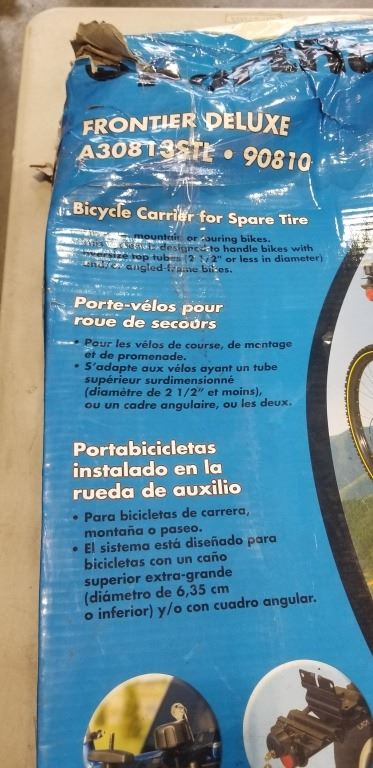 FRONTIER DELUXE
A30813STL • 90810
Bicycle Carrier for Spare Tire
mountain or touring bikes.
designed to handle bikes with
oversize top tubes (2 1/2" or less in diameter)
and/or angled-frame bikes.
Porte-vélos pour
roue de secours
• Pour les vélos de course, de montage
et de promenade.
• S'adapte aux vélos ayant un tube
supérieur surdimensionné
(diamètre de 2 1/2" et moins),
ou un cadre angulaire, ou les deux.
Portabicicletas
instalado en la
rueda de auxilio
• Para bicicletas de carrera,
montaña o paseo.
• El sistema está diseñado para
bicicletas con un caño
superior extra-grande
(diámetro de 6,35 cm
o inferior) y/o con cuadro angular.